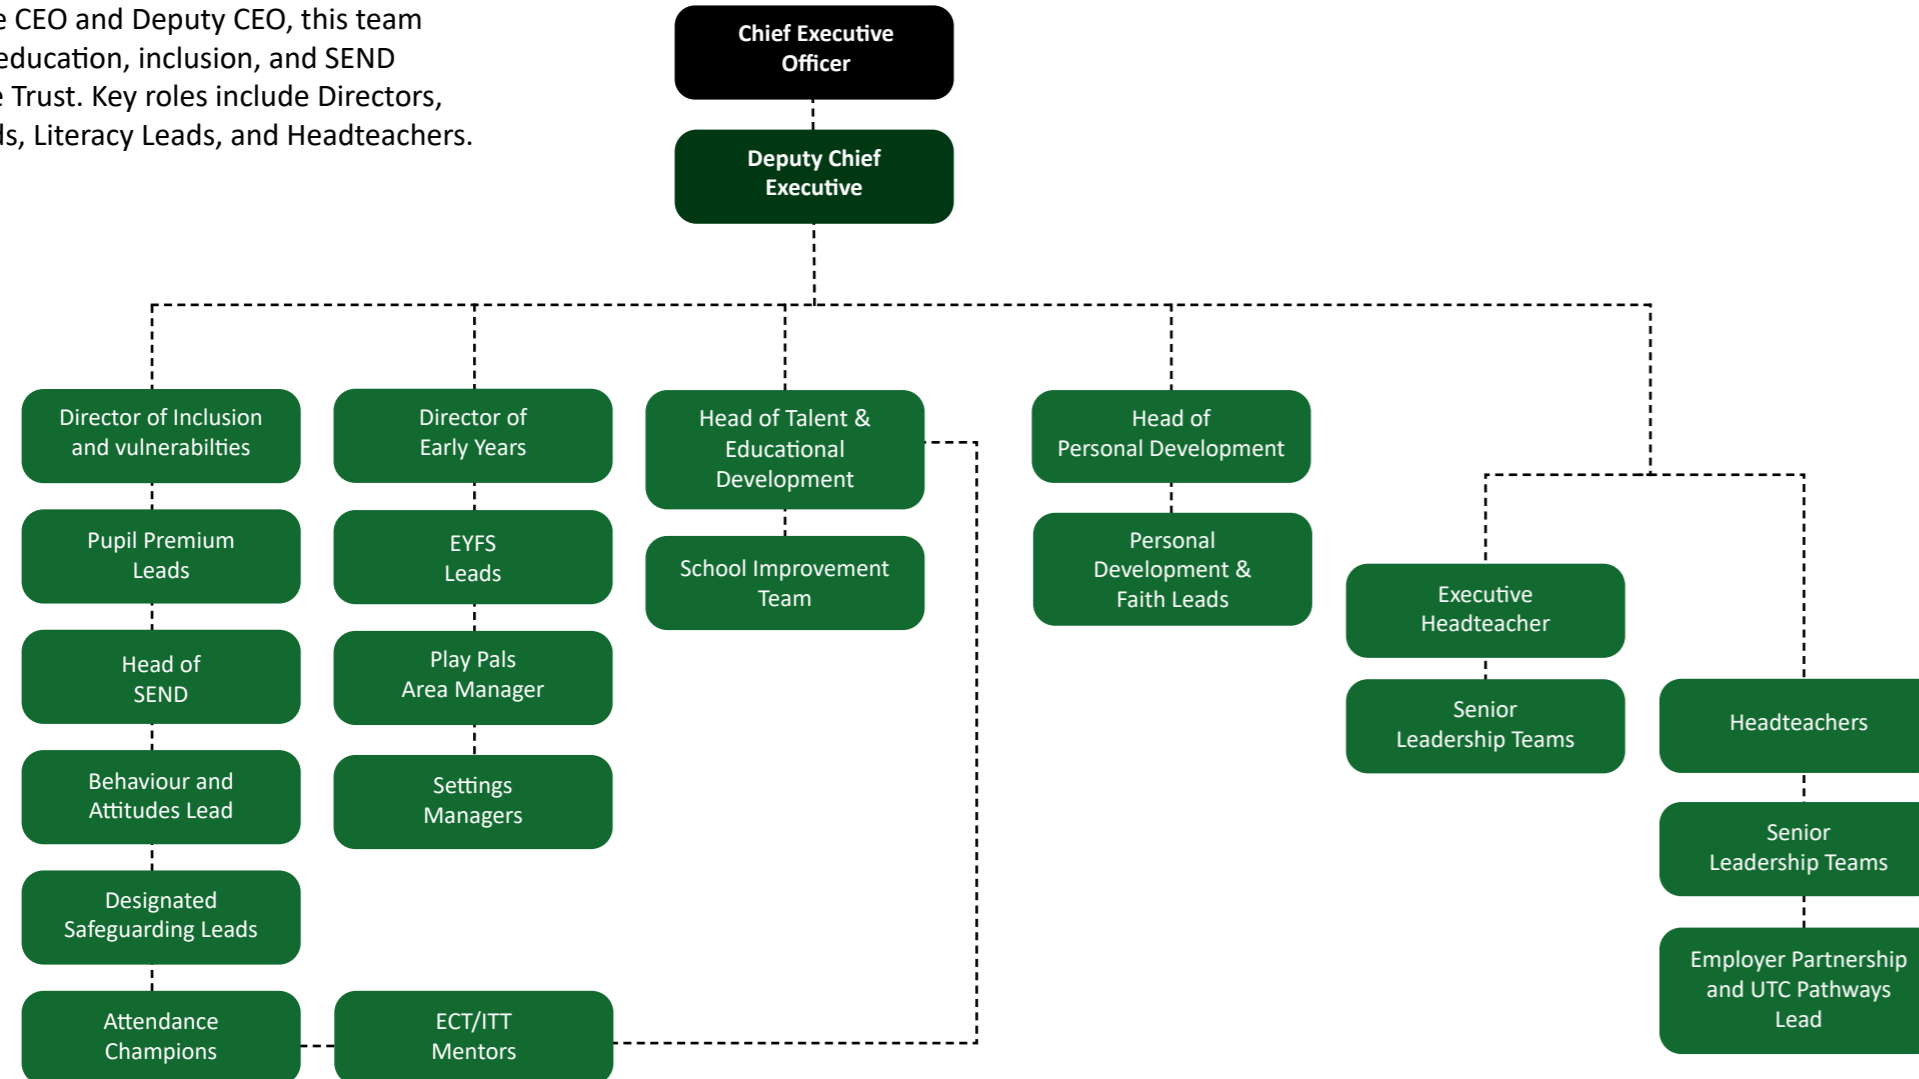 e CEO and Deputy CEO, this team
education, inclusion, and SEND
e Trust. Key roles include Directors,
ds, Literacy Leads, and Headteachers.
Chief Executive
Officer
Deputy Chief
Executive
Director of Inclusion
and vulnerabilties
Director of
Early Years
Head of Talent &
Educational
Development
Head of
Personal Development
Pupil Premium
Leads
EYFS
Leads
School Improvement
Team
Personal
Development &
Faith Leads
Executive
Headteacher
Head of
SEND
Play Pals
Area Manager
Senior
Leadership Teams
Headteachers
Behaviour and
Attitudes Lead
Settings
Managers
Senior
Leadership Teams
Designated
Safeguarding Leads
Employer Partnership
and UTC Pathways
Lead
Attendance
Champions
ECT/ITT
Mentors